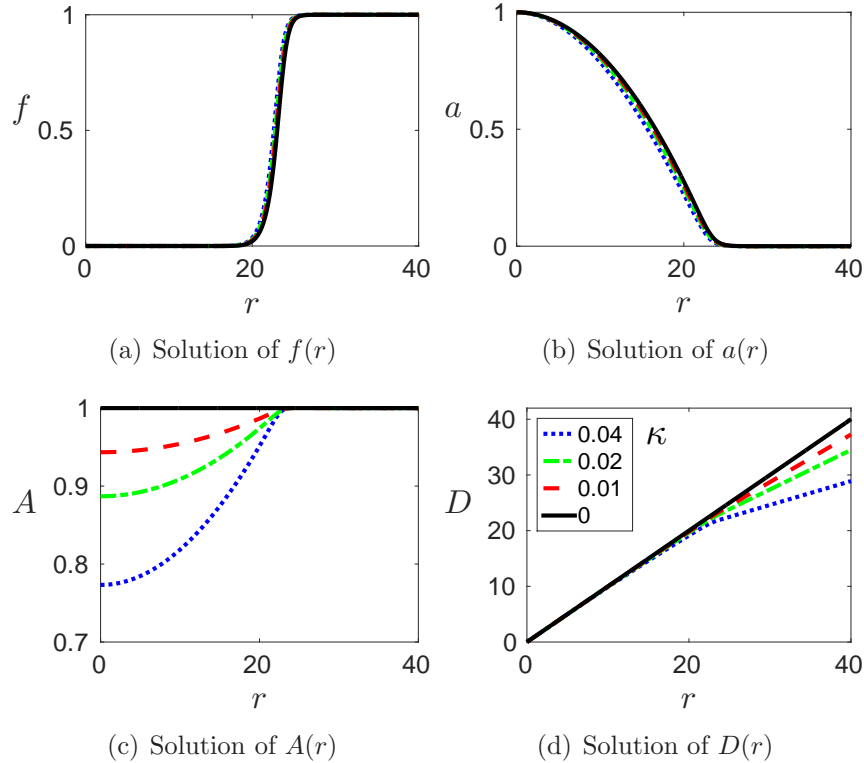 1
f
0.5
0
0 20 40
r
(a) Solution of f(r)
1
a
0.5
0
0 20 40
r
(b) Solution of a(r)
1
0.9
A
0.8
0.7
0 20 40
r
(c) Solution of A(r)
40
0.04 κ
30
0.02
D
0.01
20
0
10
0
0 20 40
r
(d) Solution of D(r)